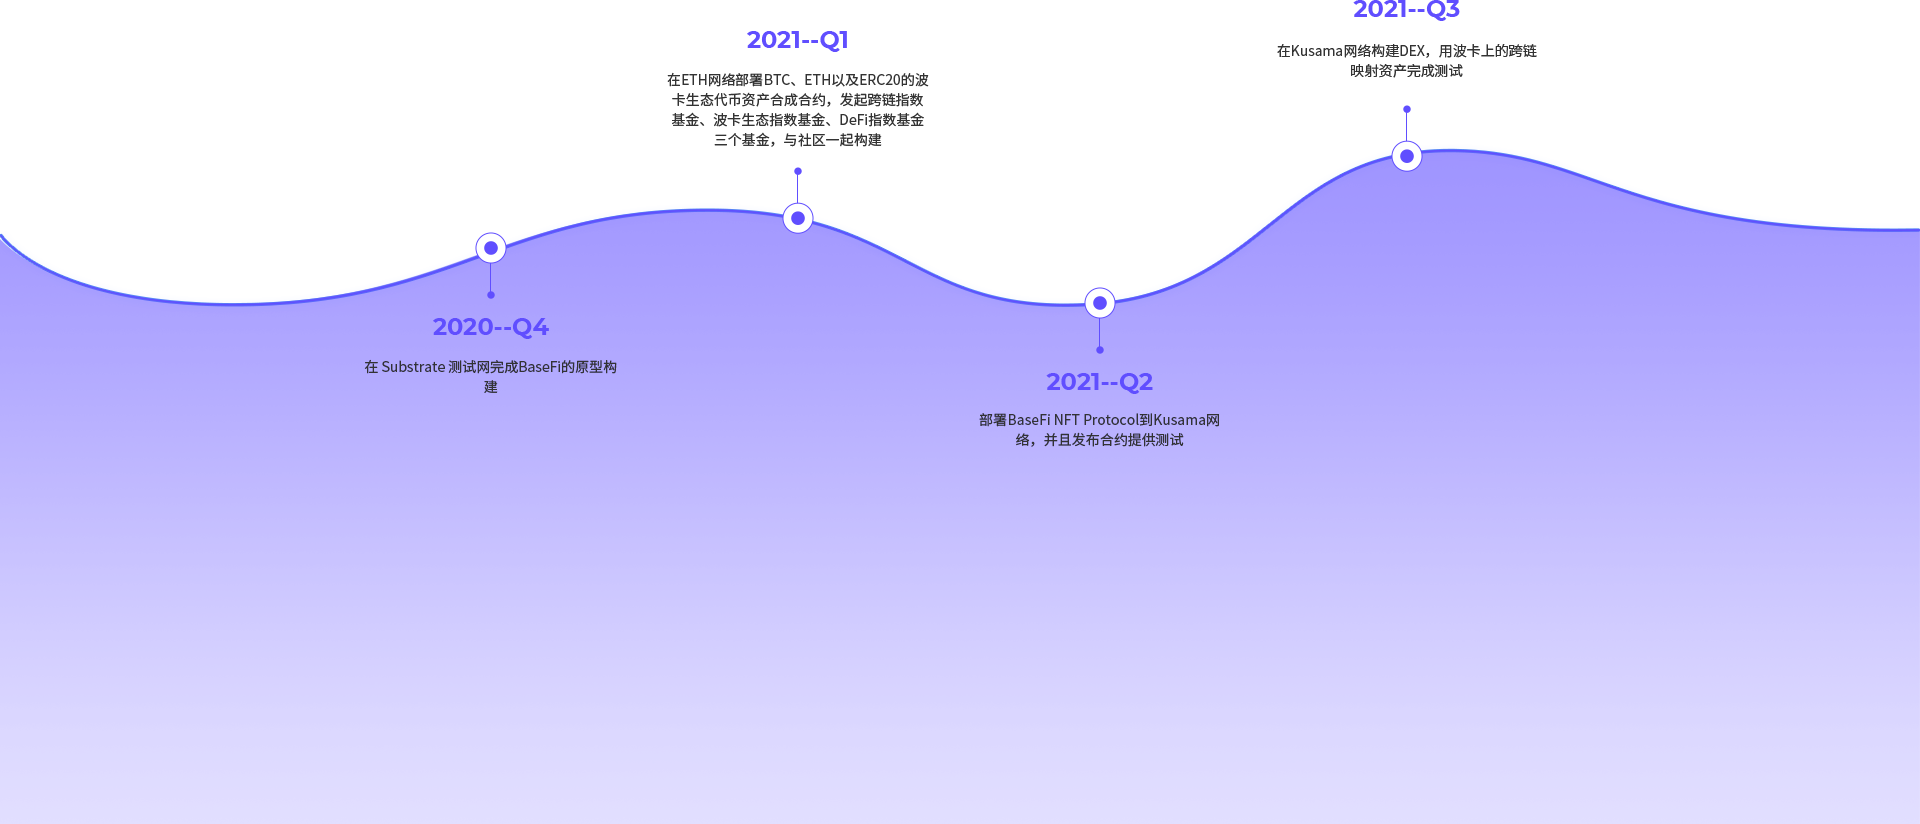 2020--Q4
在 Substrate 测试网完成BaseFi的原型构
建
2021--Q1
在ETH网络部署BTC、ETH以及ERC20的波
卡生态代币资产合成合约，发起跨链指数
基金、波卡生态指数基金、DeFi指数基金
三个基金，与社区一起构建
2021--Q2
部署BaseFi NFT Protocol到Kusama网
络，并且发布合约提供测试
2021--Q3
在Kusama网络构建DEX，用波卡上的跨链
映射资产完成测试